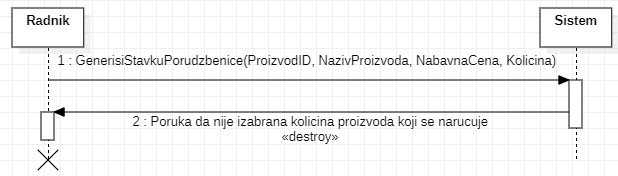 Radnik
Sistem
1 : GenerisiStavkuPorudzbenice(ProizvodID, NazivProizvoda, NabavnaCena, Kolicina)
2 : Poruka da nije izabrana kolicina proizvoda koji se narucuje
«destroy»